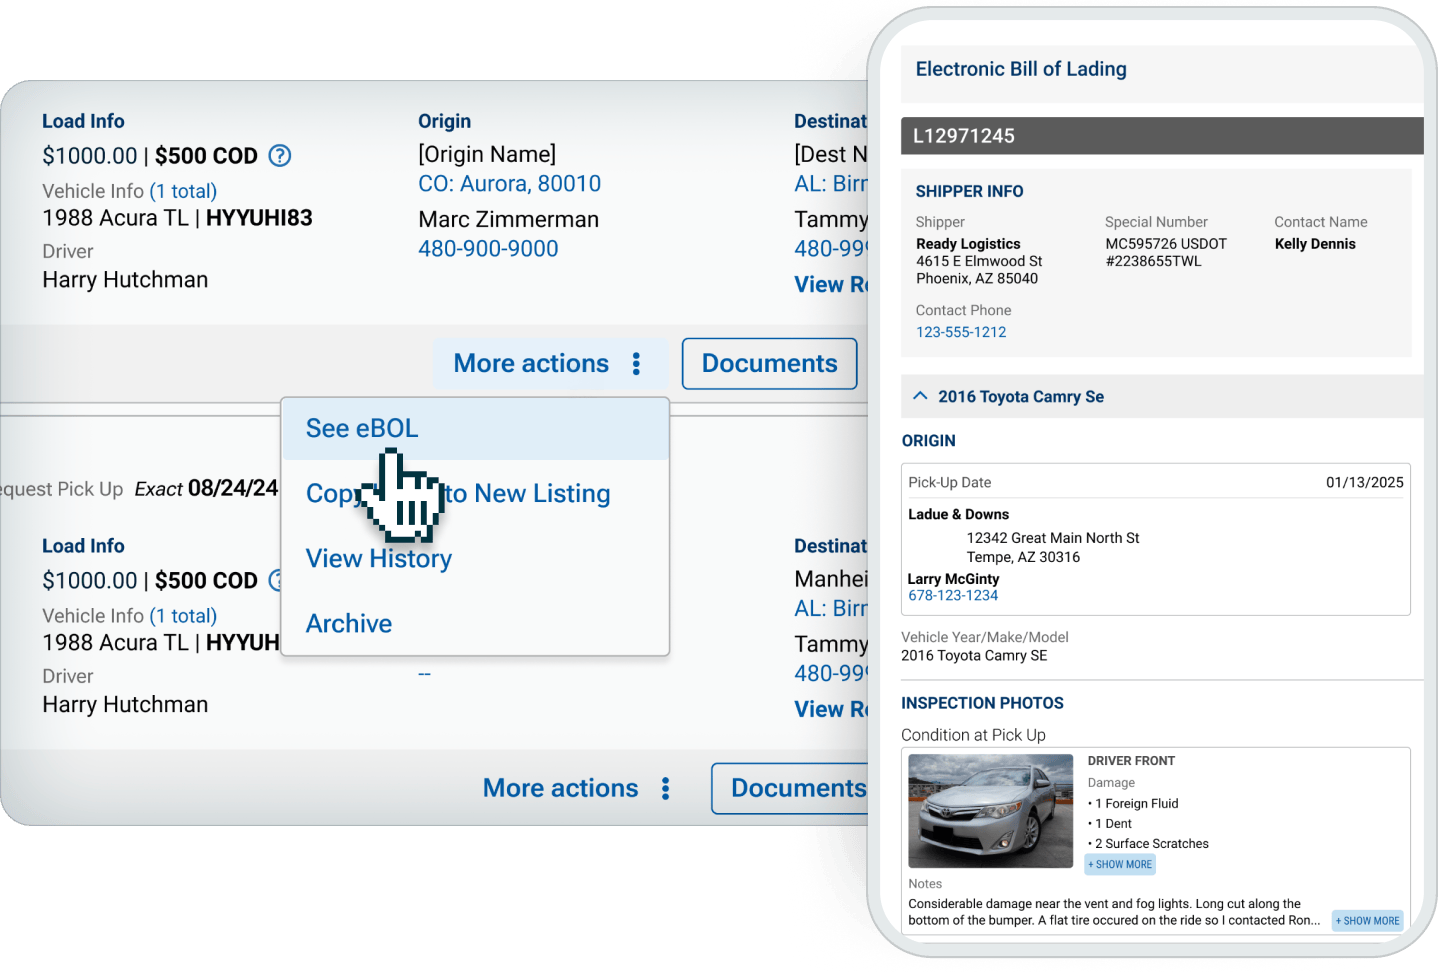 Load Info
$1000.00 | $500 COD ?
Vehicle Info (1 total)
1988 Acura TL | HYYUHI83
Driver
Harry Hutchman
Origin
[Origin Name]
CO: Aurora, 80010
Marc Zimmerman
480-900-9000
Destinat
[Dest N
AL: Birr
Tammy
480-999
View Re
More actions
Documents
See eBOL
Copy to New Listing
View History
Archive
equest Pick Up Exact 08/24/24
Load Info
$1000.00 | $500 COD ?
Vehicle Info (1 total)
1988 Acura TL | HYYUH
Driver
Harry Hutchman
--
Destinat
Manhei
AL: Birr
Tammy
480-999
View Re
More actions
Documents
Electronic Bill of Lading
L12971245
SHIPPER INFO
Shipper
Ready Logistics
4615 E Elmwood St
Phoenix, AZ 85040
Special Number
MC595726 USDOT
#2238655TWL
Contact Name
Kelly Dennis
Contact Phone
123-555-1212
2016 Toyota Camry Se
ORIGIN
Pick-Up Date 01/13/2025
Ladue & Downs
12342 Great Main North St
Tempe, AZ 30316
Larry McGinty
678-123-1234
Vehicle Year/Make/Model
2016 Toyota Camry SE
INSPECTION PHOTOS
Condition at Pick Up
DRIVER FRONT
Damage
• 1 Foreign Fluid
• 1 Dent
• 2 Surface Scratches
+ SHOW MORE
Notes
Considerable damage near the vent and fog lights. Long cut along the
bottom of the bumper. A flat tire occured on the ride so I contacted Ron... + SHOW MORE